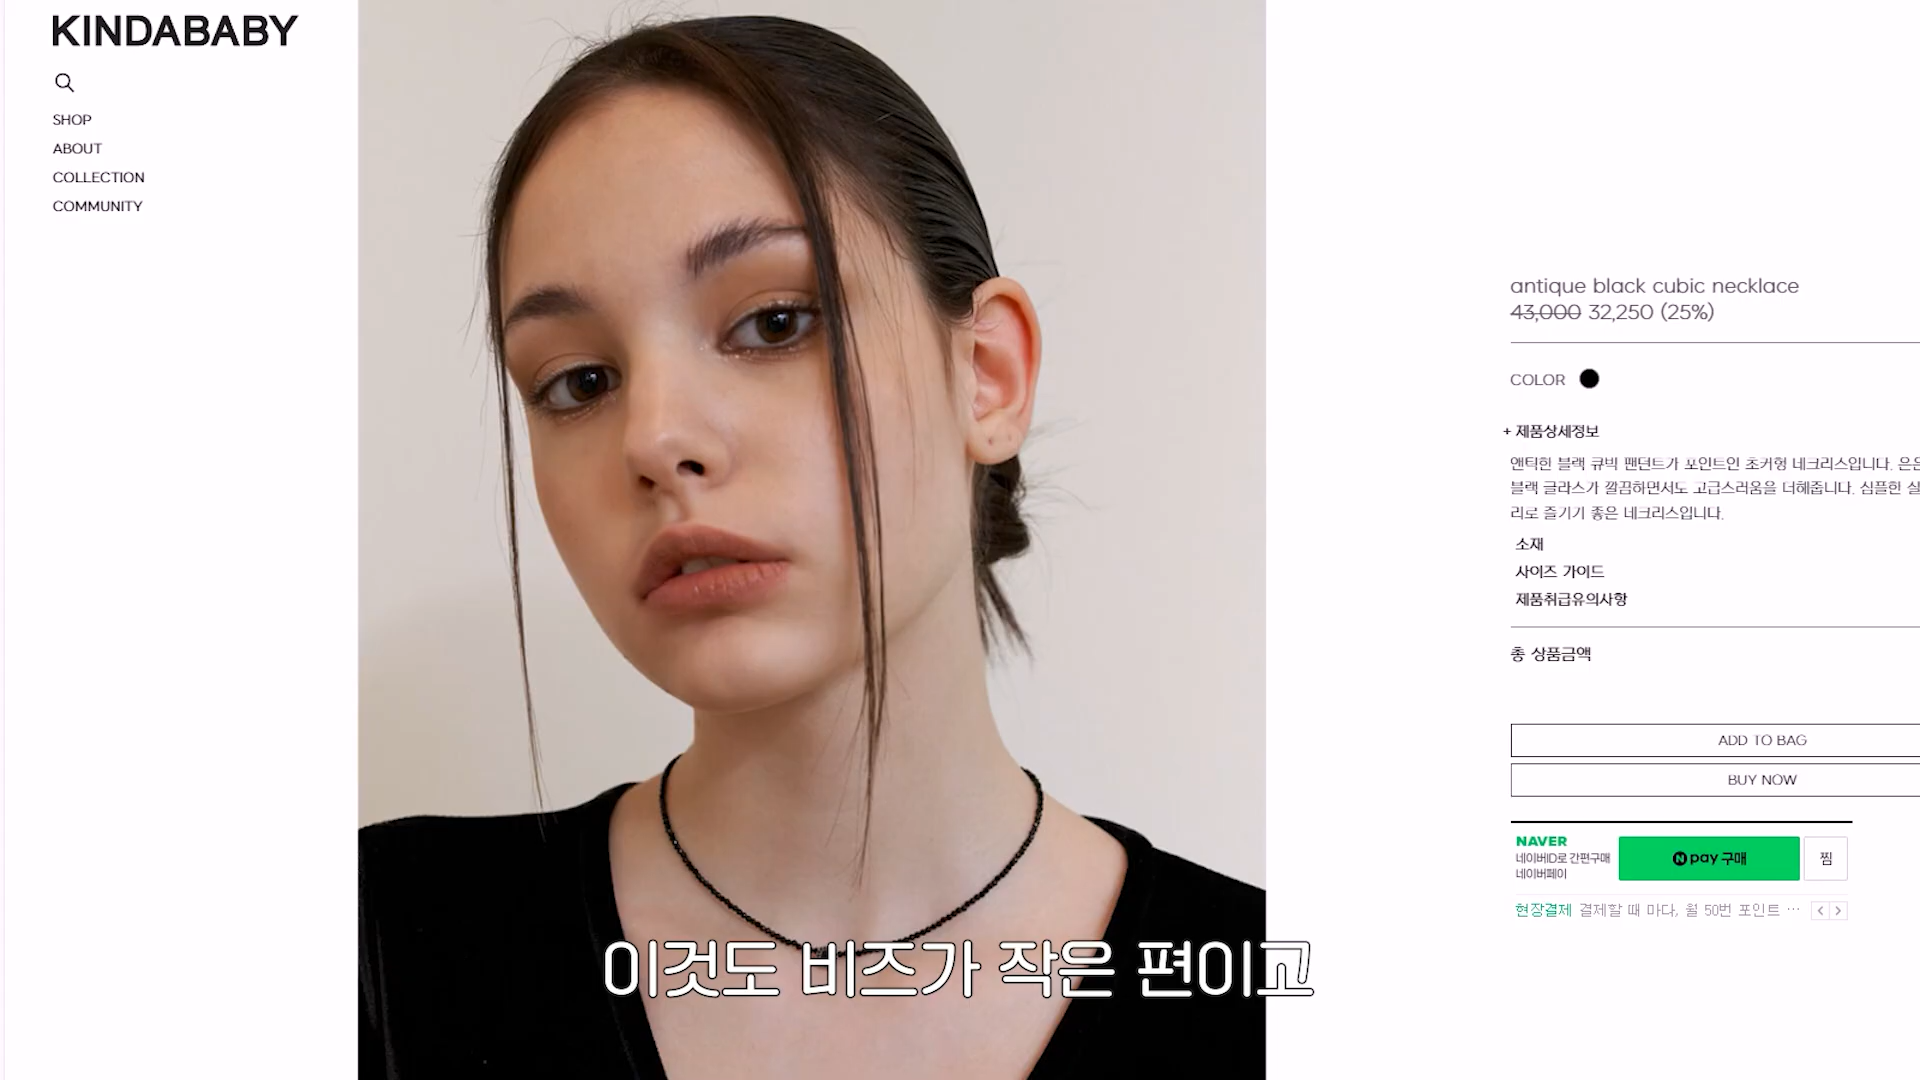 KINDABABY
SHOP
ABOUT
COLLECTION
COMMUNITY
antique black cubic necklace
43,000 32,250 (25%)
COLOR
+ 제품상세정보
앤틱한 블랙 큐빅 팬던트가 포인트인 초커형 네크리스입니다. 은은
블랙 글라스가 깔끔하면서도 고급스러움을 더해줍니다. 심플한 실
리로 즐기기 좋은 네크리스입니다.
소재
사이즈 가이드
제품취급유의사항
총 상품금액
ADD TO BAG
BUY NOW
NAVER
네이버ID로 간편구매
네이버페이
N pay 구매
찜
현장결제 결제할 때 마다, 월 50번 포인트 ···
이것도 비즈가 작은 편이고